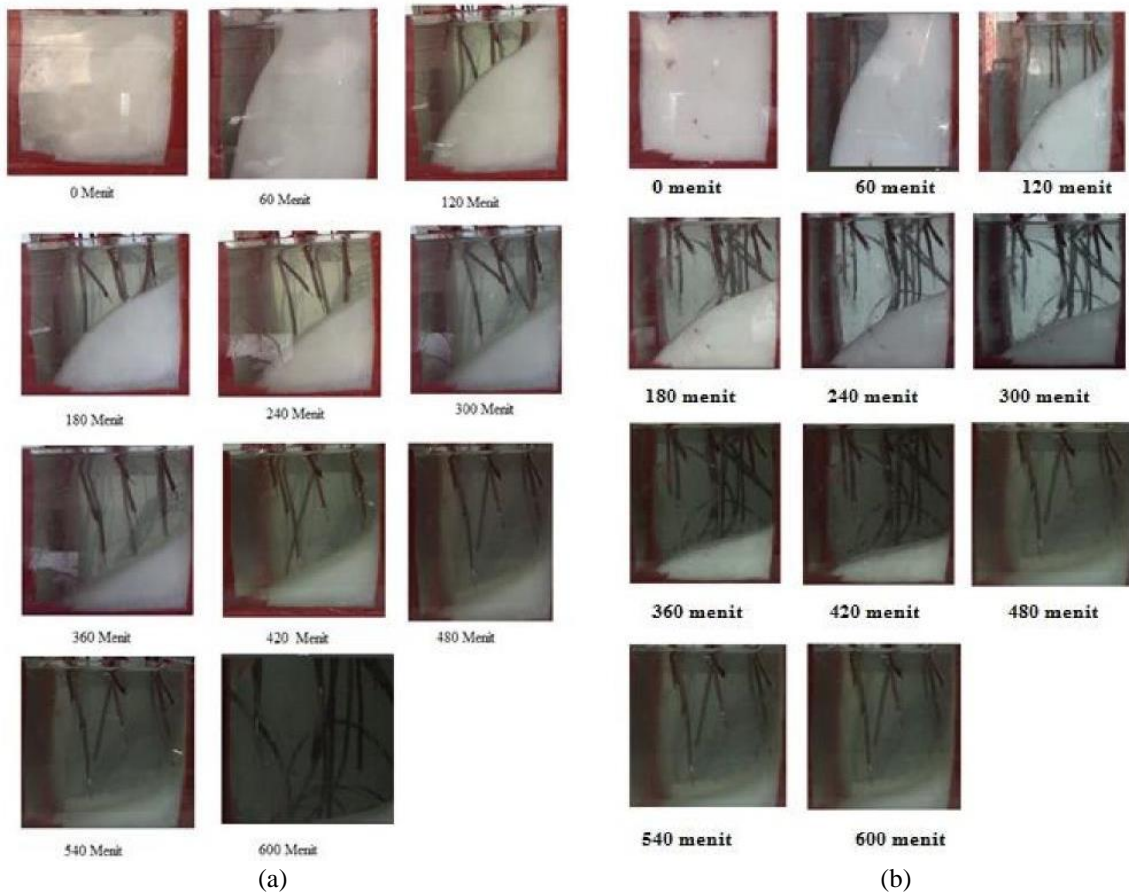 0 Menit
60 Menit
120 Menit
180 Menit
240 Menit
300 Menit
360 Menit
420 Menit
480 Menit
540 Menit
600 Menit
(a)
0 menit
60 menit
120 menit
180 menit
240 menit
300 menit
360 menit
420 menit
480 menit
540 menit
600 menit
(b)